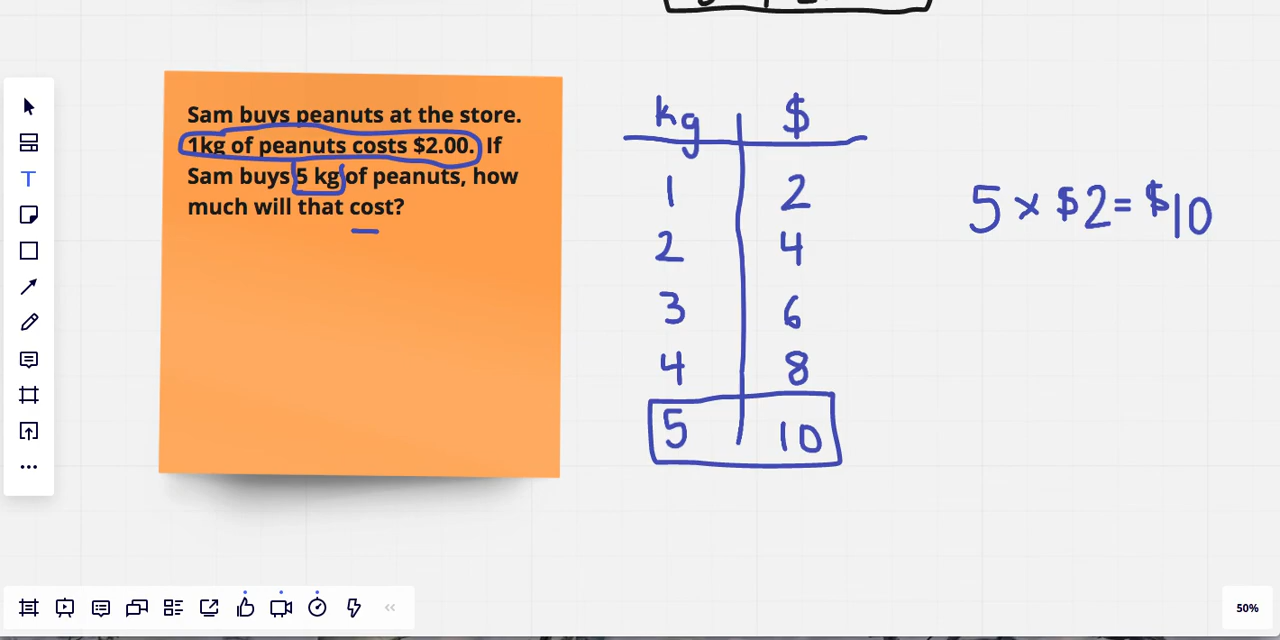 Sam buys peanuts at the store.
1kg of peanuts costs $2.00. If
Sam buys 5 kg of peanuts, how
much will that cost?
kg $
1 2
2 4
3 6
4 8
5 10
5 × $2 = $10
T
50%